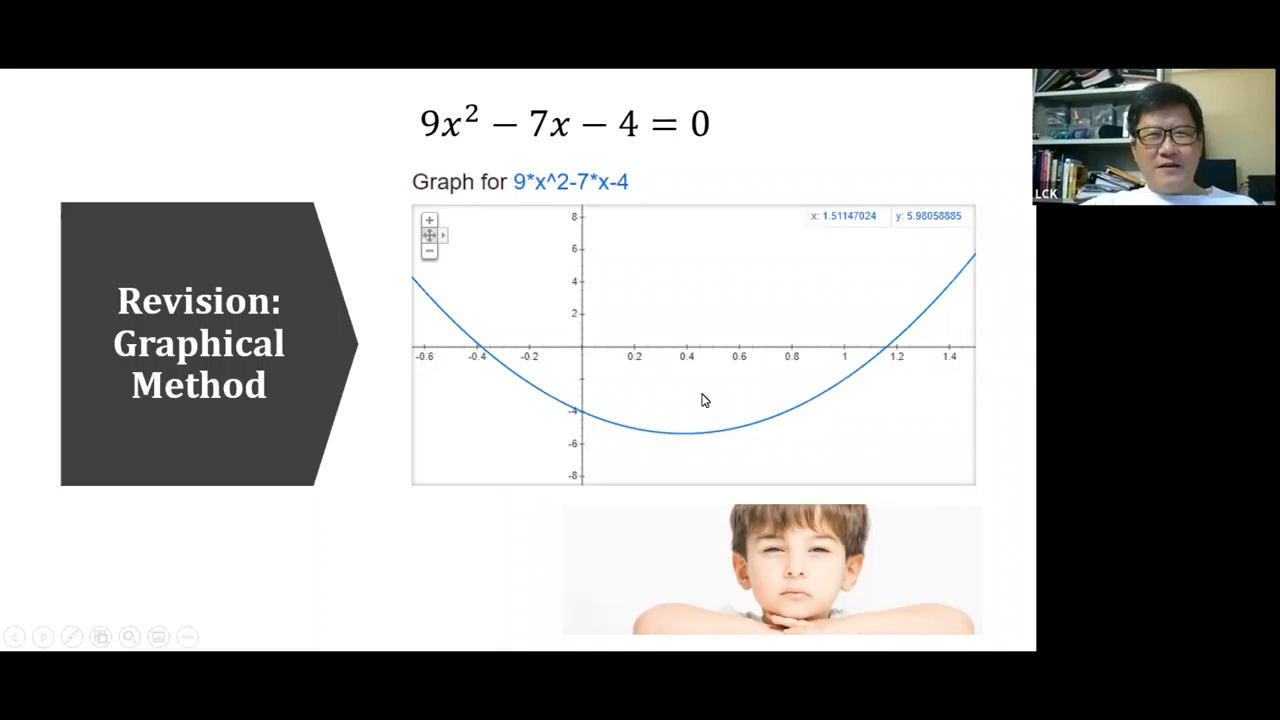 9x² − 7x − 4 = 0
Graph for 9*x^2-7*x-4
Revision:
Graphical
Method
x: 1.51147024 y: 5.98058885
8
6
4
2
-0.6 -0.4 -0.2 0.2 0.4 0.6 0.8 1 1.2 1.4
-4
-6
-8
LCK